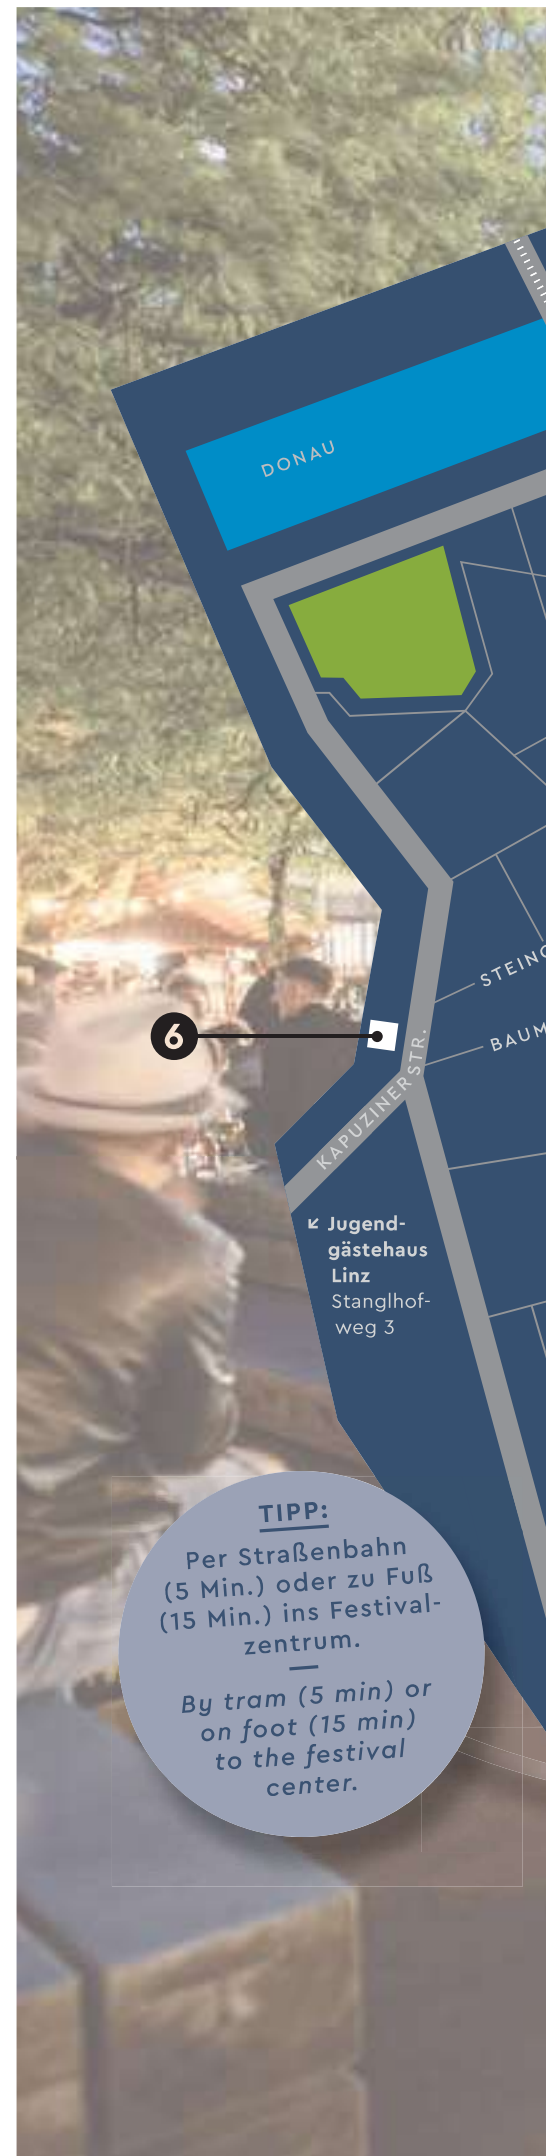 DONAU
STEING
BAUM
6
KAPUZINERSTR.
↙ Jugend-
gästehaus
Linz
Stanglhof-
weg 3
TIPP:
Per Straßenbahn
(5 Min.) oder zu Fuß
(15 Min.) ins Festival-
zentrum.
By tram (5 min) or
on foot (15 min)
to the festival
center.